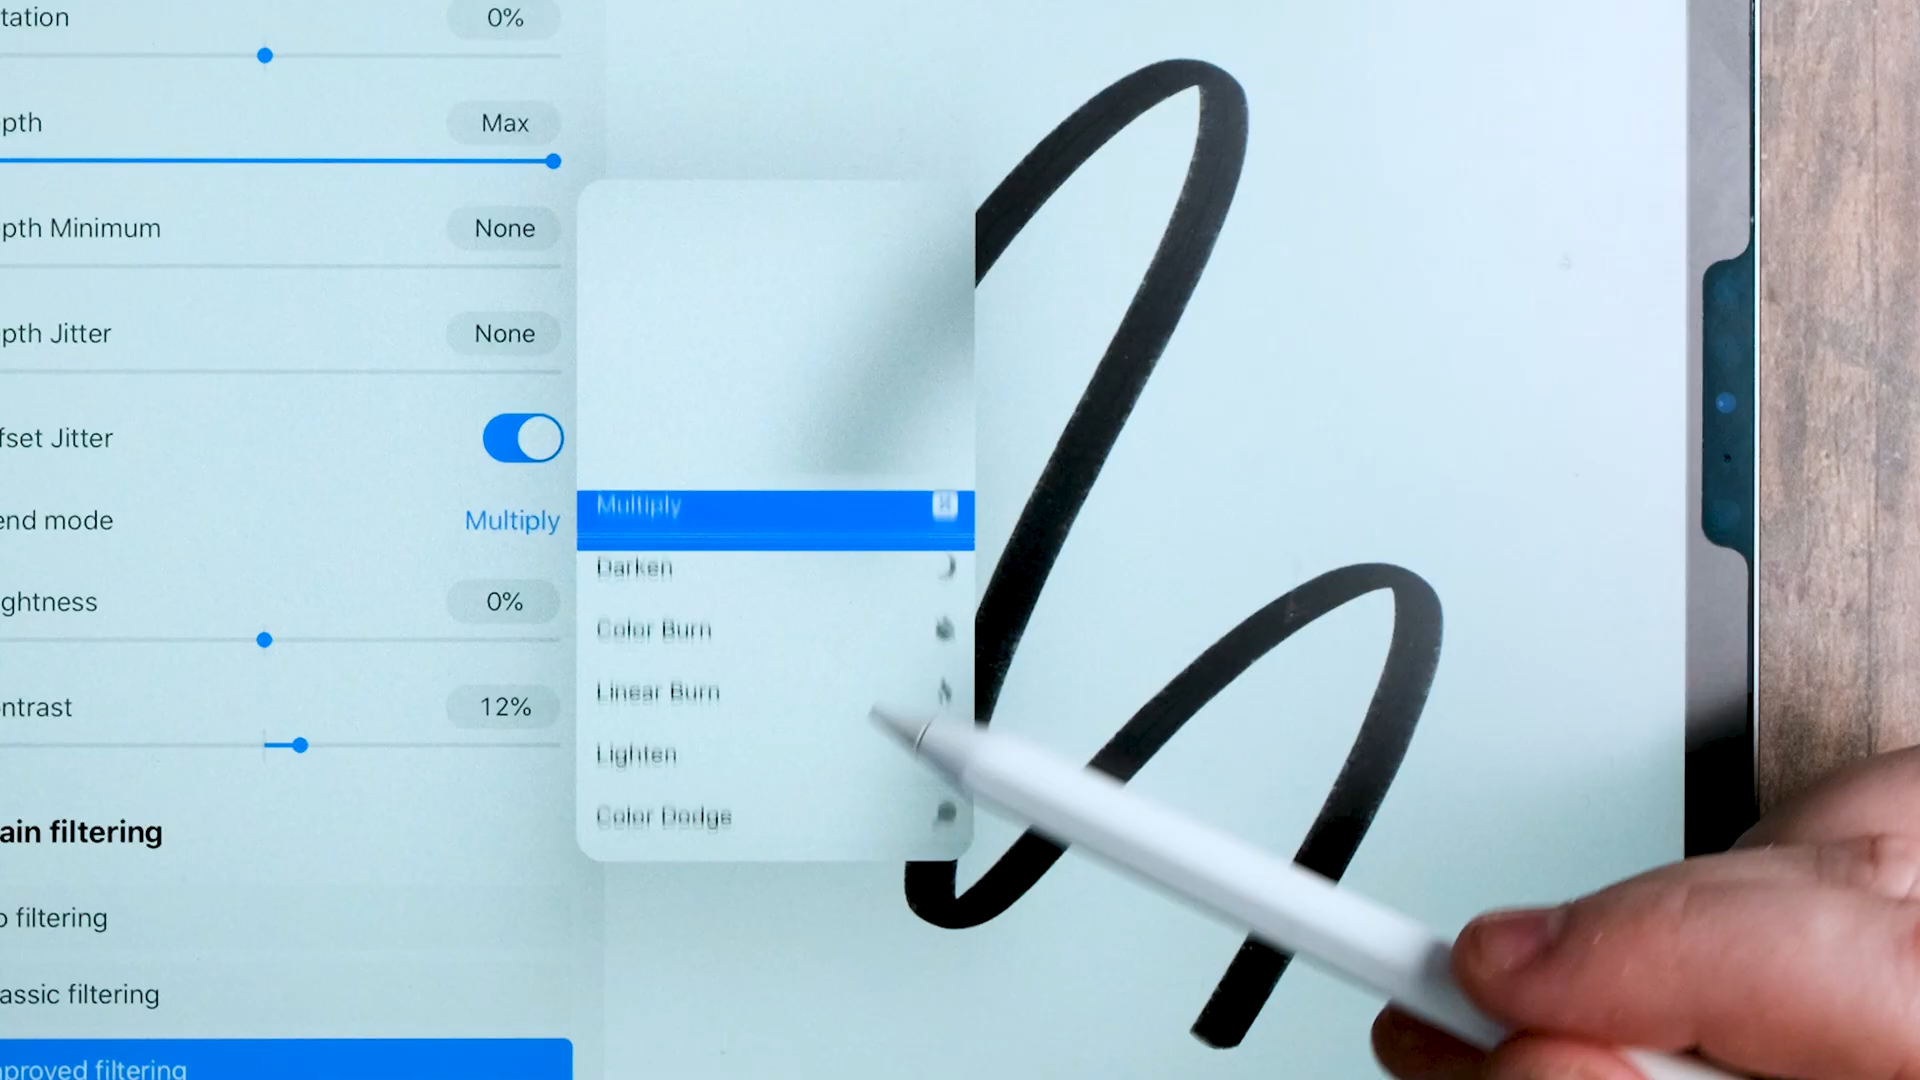 tation 0%
pth Max
pth Minimum None
pth Jitter None
fset Jitter
end mode Multiply
ghtness 0%
ntrast 12%
ain filtering
o filtering
assic filtering
nproved filtering
Multiply
Darken
Color Burn
Linear Burn
Lighten
Color Dodge